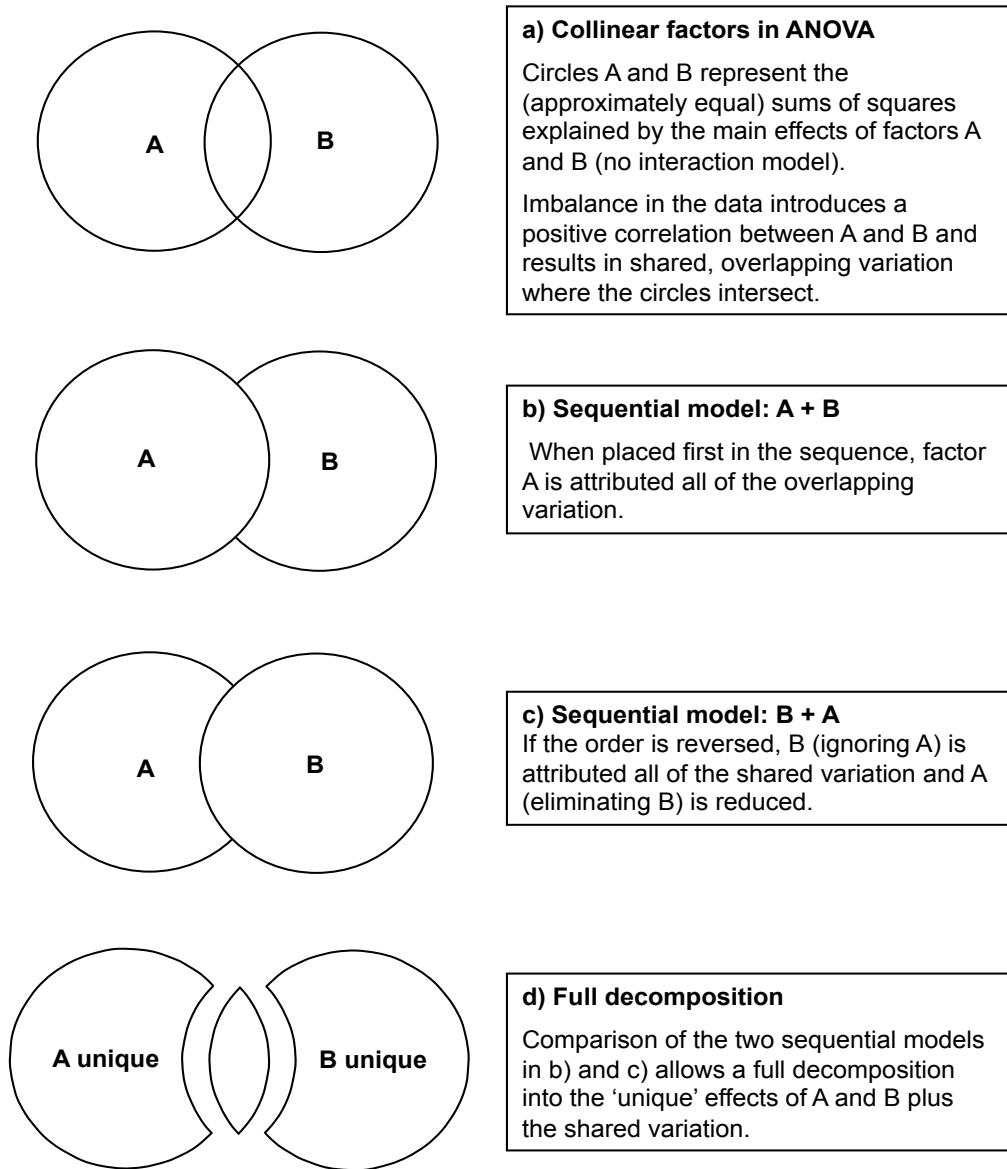 A
B
a) Collinear factors in ANOVA
Circles A and B represent the
(approximately equal) sums of squares
explained by the main effects of factors A
and B (no interaction model).
Imbalance in the data introduces a
positive correlation between A and B and
results in shared, overlapping variation
where the circles intersect.
A
B
b) Sequential model: A + B
When placed first in the sequence, factor
A is attributed all of the overlapping
variation.
A
B
c) Sequential model: B + A
If the order is reversed, B (ignoring A) is
attributed all of the shared variation and A
(eliminating B) is reduced.
A unique
B unique
d) Full decomposition
Comparison of the two sequential models
in b) and c) allows a full decomposition
into the ‘unique’ effects of A and B plus
the shared variation.